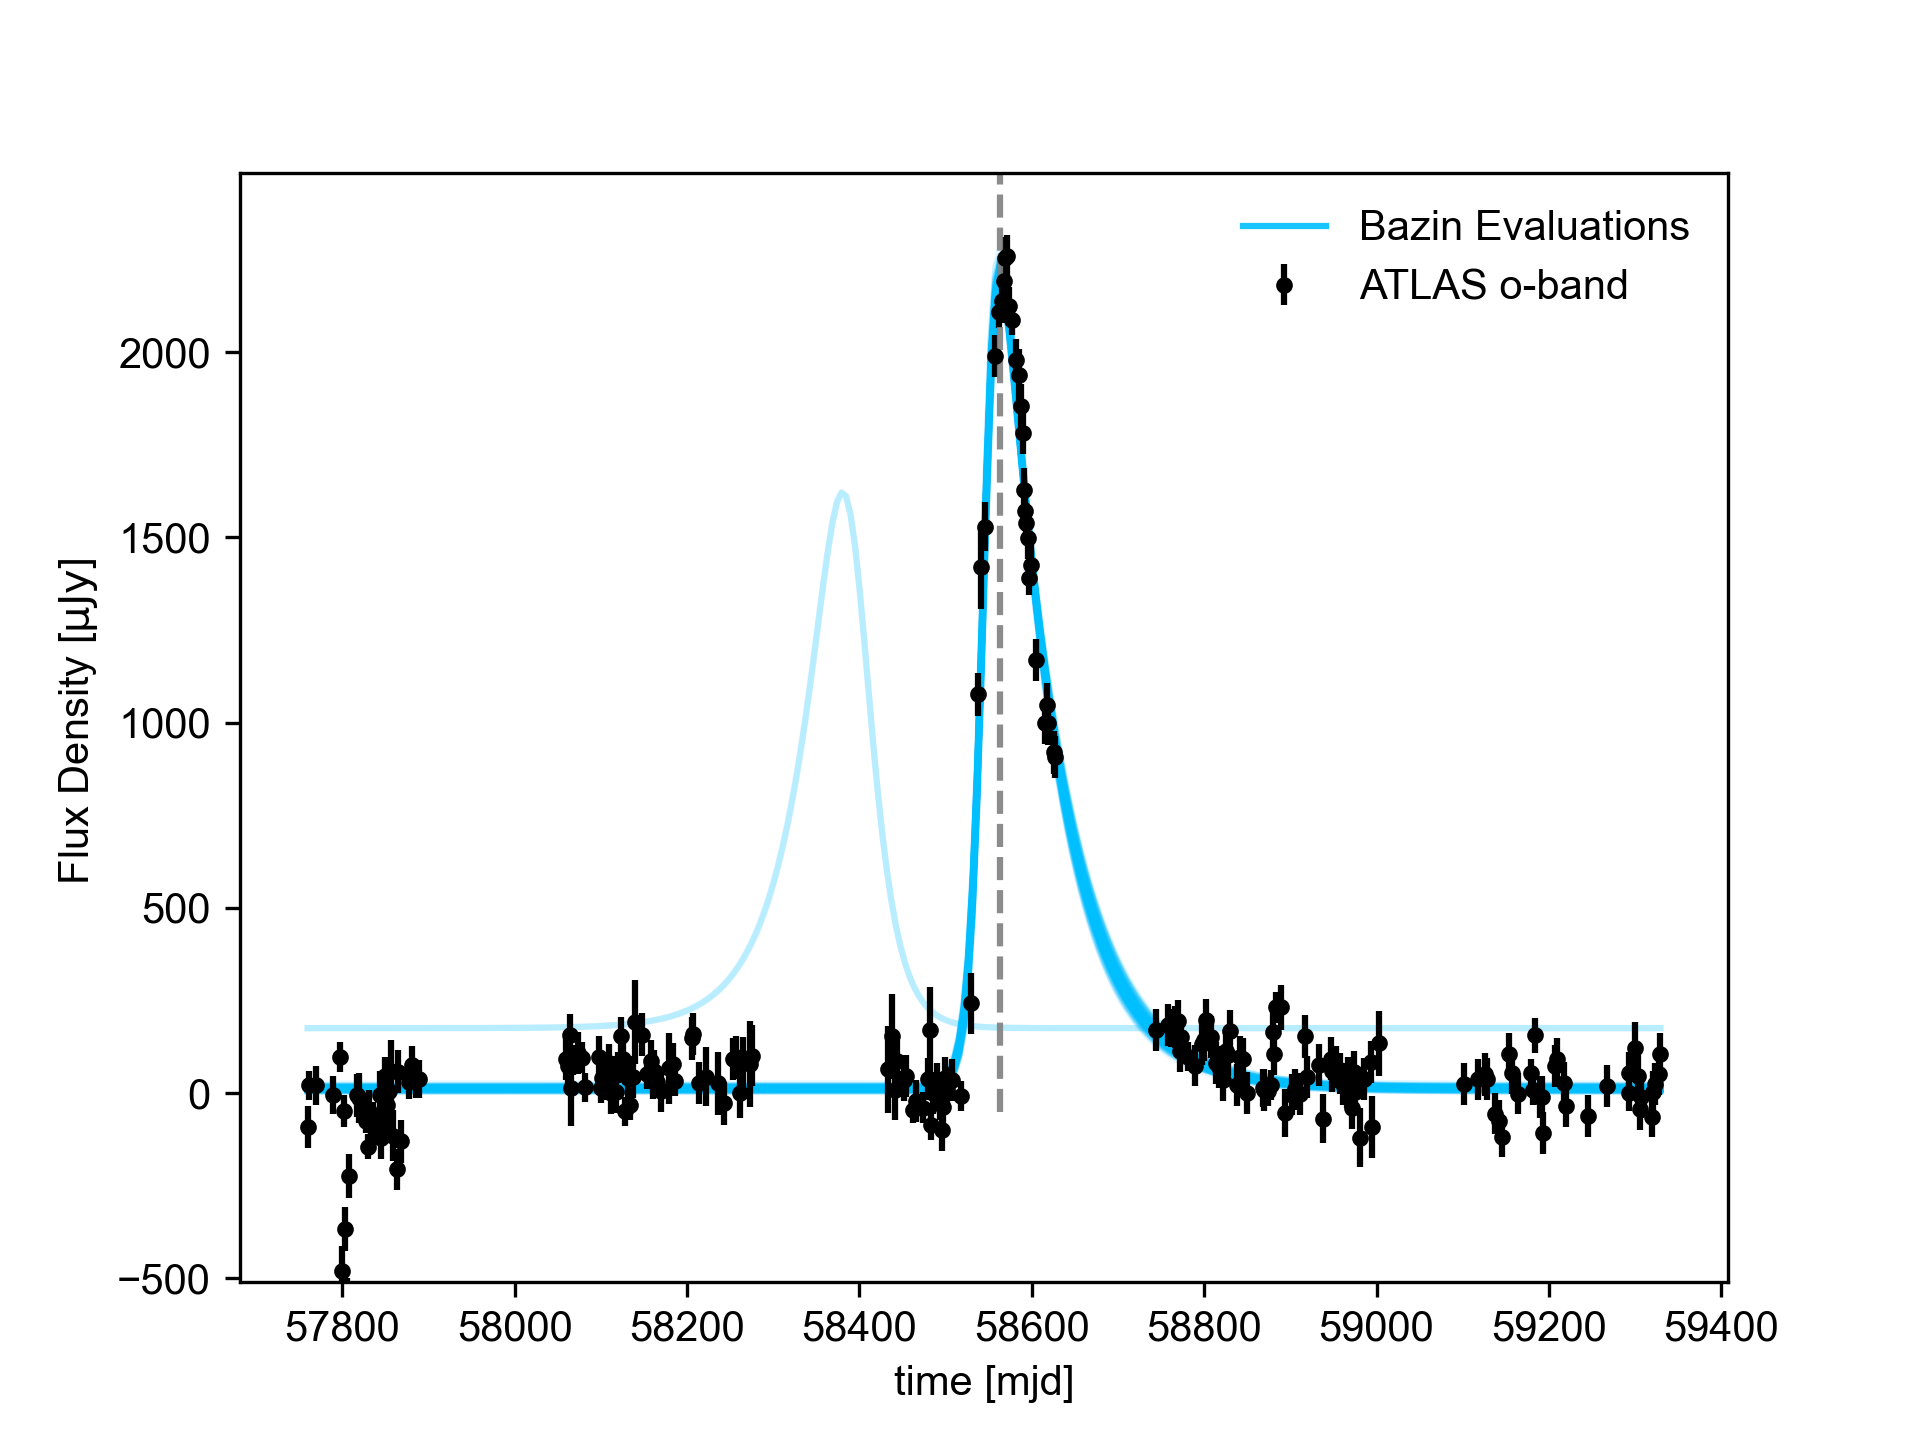 Bazin Evaluations
ATLAS o-band
2000
1500
1000
500
0
−500
Flux Density [µJy]
57800 58000 58200 58400 58600 58800 59000 59200 59400
time [mjd]